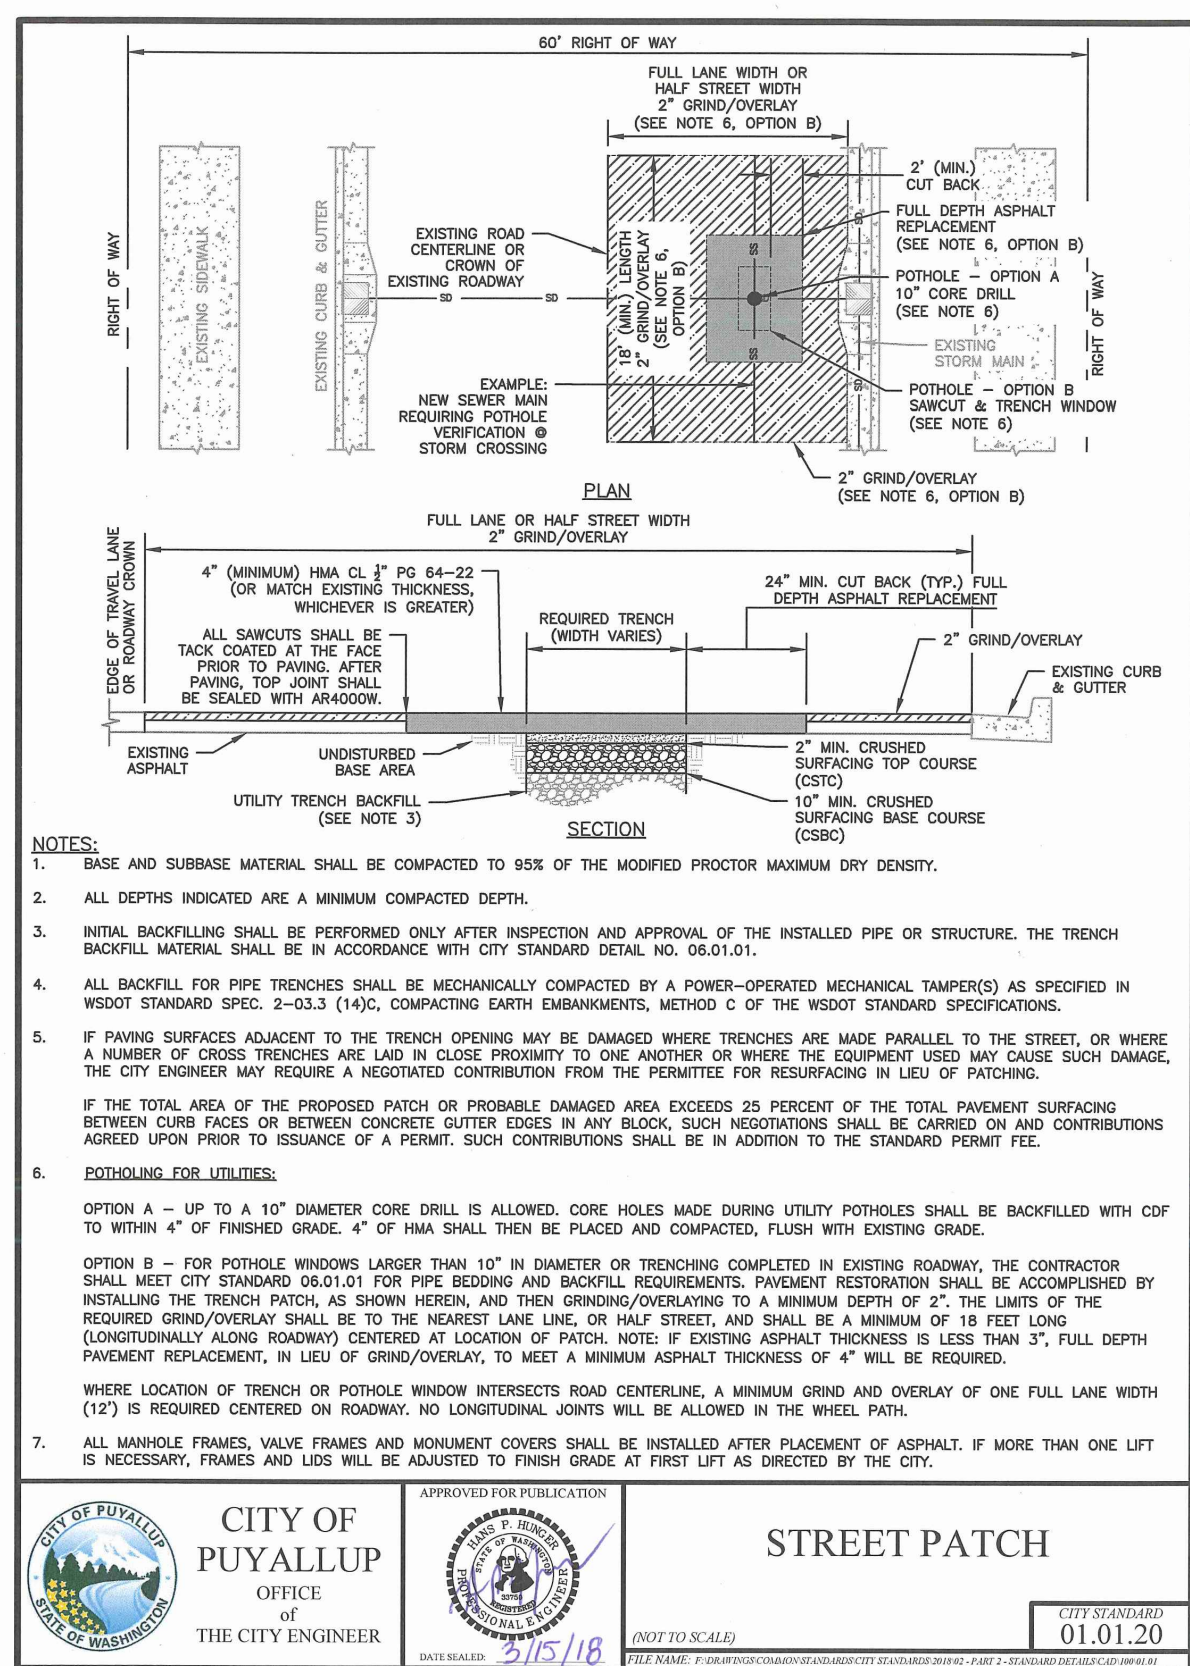 60' RIGHT OF WAY
FULL LANE WIDTH OR
HALF STREET WIDTH
2" GRIND/OVERLAY
(SEE NOTE 6, OPTION B)
2' (MIN.)
CUT BACK
FULL DEPTH ASPHALT
REPLACEMENT
(SEE NOTE 6, OPTION B)
POTHOLE – OPTION A
10" CORE DRILL
(SEE NOTE 6)
EXISTING
STORM MAIN
POTHOLE – OPTION B
SAWCUT & TRENCH WINDOW
(SEE NOTE 6)
RIGHT OF WAY
RIGHT OF WAY
EXISTING SIDEWALK
EXISTING CURB & GUTTER
EXISTING ROAD
CENTERLINE OR
CROWN OF
EXISTING ROADWAY
SD
SD
SD
SD
SS
SS
18' (MIN.) LENGTH
2" GRIND/OVERLAY
(SEE NOTE 6,
OPTION B)
EXAMPLE:
NEW SEWER MAIN
REQUIRING POTHOLE
VERIFICATION @
STORM CROSSING
2" GRIND/OVERLAY
(SEE NOTE 6, OPTION B)
PLAN
FULL LANE OR HALF STREET WIDTH
2" GRIND/OVERLAY
EDGE OF TRAVEL LANE
OR ROADWAY CROWN
4" (MINIMUM) HMA CL ½" PG 64–22
(OR MATCH EXISTING THICKNESS,
WHICHEVER IS GREATER)
ALL SAWCUTS SHALL BE
TACK COATED AT THE FACE
PRIOR TO PAVING. AFTER
PAVING, TOP JOINT SHALL
BE SEALED WITH AR4000W.
REQUIRED TRENCH
(WIDTH VARIES)
24" MIN. CUT BACK (TYP.) FULL
DEPTH ASPHALT REPLACEMENT
2" GRIND/OVERLAY
EXISTING CURB
& GUTTER
EXISTING
ASPHALT
UNDISTURBED
BASE AREA
UTILITY TRENCH BACKFILL
(SEE NOTE 3)
2" MIN. CRUSHED
SURFACING TOP COURSE
(CSTC)
10" MIN. CRUSHED
SURFACING BASE COURSE
(CSBC)
SECTION
NOTES:
1. BASE AND SUBBASE MATERIAL SHALL BE COMPACTED TO 95% OF THE MODIFIED PROCTOR MAXIMUM DRY DENSITY.
2. ALL DEPTHS INDICATED ARE A MINIMUM COMPACTED DEPTH.
3. INITIAL BACKFILLING SHALL BE PERFORMED ONLY AFTER INSPECTION AND APPROVAL OF THE INSTALLED PIPE OR STRUCTURE. THE TRENCH
BACKFILL MATERIAL SHALL BE IN ACCORDANCE WITH CITY STANDARD DETAIL NO. 06.01.01.
4. ALL BACKFILL FOR PIPE TRENCHES SHALL BE MECHANICALLY COMPACTED BY A POWER–OPERATED MECHANICAL TAMPER(S) AS SPECIFIED IN
WSDOT STANDARD SPEC. 2–03.3 (14)C, COMPACTING EARTH EMBANKMENTS, METHOD C OF THE WSDOT STANDARD SPECIFICATIONS.
5. IF PAVING SURFACES ADJACENT TO THE TRENCH OPENING MAY BE DAMAGED WHERE TRENCHES ARE MADE PARALLEL TO THE STREET, OR WHERE
A NUMBER OF CROSS TRENCHES ARE LAID IN CLOSE PROXIMITY TO ONE ANOTHER OR WHERE THE EQUIPMENT USED MAY CAUSE SUCH DAMAGE,
THE CITY ENGINEER MAY REQUIRE A NEGOTIATED CONTRIBUTION FROM THE PERMITTEE FOR RESURFACING IN LIEU OF PATCHING.
IF THE TOTAL AREA OF THE PROPOSED PATCH OR PROBABLE DAMAGED AREA EXCEEDS 25 PERCENT OF THE TOTAL PAVEMENT SURFACING
BETWEEN CURB FACES OR BETWEEN CONCRETE GUTTER EDGES IN ANY BLOCK, SUCH NEGOTIATIONS SHALL BE CARRIED ON AND CONTRIBUTIONS
AGREED UPON PRIOR TO ISSUANCE OF A PERMIT. SUCH CONTRIBUTIONS SHALL BE IN ADDITION TO THE STANDARD PERMIT FEE.
6. POTHOLING FOR UTILITIES:
OPTION A – UP TO A 10" DIAMETER CORE DRILL IS ALLOWED. CORE HOLES MADE DURING UTILITY POTHOLES SHALL BE BACKFILLED WITH CDF
TO WITHIN 4" OF FINISHED GRADE. 4" OF HMA SHALL THEN BE PLACED AND COMPACTED, FLUSH WITH EXISTING GRADE.
OPTION B – FOR POTHOLE WINDOWS LARGER THAN 10" IN DIAMETER OR TRENCHING COMPLETED IN EXISTING ROADWAY, THE CONTRACTOR
SHALL MEET CITY STANDARD 06.01.01 FOR PIPE BEDDING AND BACKFILL REQUIREMENTS. PAVEMENT RESTORATION SHALL BE ACCOMPLISHED BY
INSTALLING THE TRENCH PATCH, AS SHOWN HEREIN, AND THEN GRINDING/OVERLAYING TO A MINIMUM DEPTH OF 2". THE LIMITS OF THE
REQUIRED GRIND/OVERLAY SHALL BE TO THE NEAREST LANE LINE, OR HALF STREET, AND SHALL BE A MINIMUM OF 18 FEET LONG
(LONGITUDINALLY ALONG ROADWAY) CENTERED AT LOCATION OF PATCH. NOTE: IF EXISTING ASPHALT THICKNESS IS LESS THAN 3", FULL DEPTH
PAVEMENT REPLACEMENT, IN LIEU OF GRIND/OVERLAY, TO MEET A MINIMUM ASPHALT THICKNESS OF 4" WILL BE REQUIRED.
WHERE LOCATION OF TRENCH OR POTHOLE WINDOW INTERSECTS ROAD CENTERLINE, A MINIMUM GRIND AND OVERLAY OF ONE FULL LANE WIDTH
(12') IS REQUIRED CENTERED ON ROADWAY. NO LONGITUDINAL JOINTS WILL BE ALLOWED IN THE WHEEL PATH.
7. ALL MANHOLE FRAMES, VALVE FRAMES AND MONUMENT COVERS SHALL BE INSTALLED AFTER PLACEMENT OF ASPHALT. IF MORE THAN ONE LIFT
IS NECESSARY, FRAMES AND LIDS WILL BE ADJUSTED TO FINISH GRADE AT FIRST LIFT AS DIRECTED BY THE CITY.
CITY OF PUYALLUP
STATE OF WASHINGTON
CITY OF
PUYALLUP
OFFICE
of
THE CITY ENGINEER
APPROVED FOR PUBLICATION
HANS P. HUNGER
STATE OF WASHINGTON
33750
REGISTERED
PROFESSIONAL ENGINEER
DATE SEALED: 3/15/18
STREET PATCH
(NOT TO SCALE)
CITY STANDARD
01.01.20
FILE NAME: F:\DRAWINGS\COMMON\STANDARDS\CITY STANDARDS\2018\02 - PART 2 - STANDARD DETAILS\CAD\100\01.01